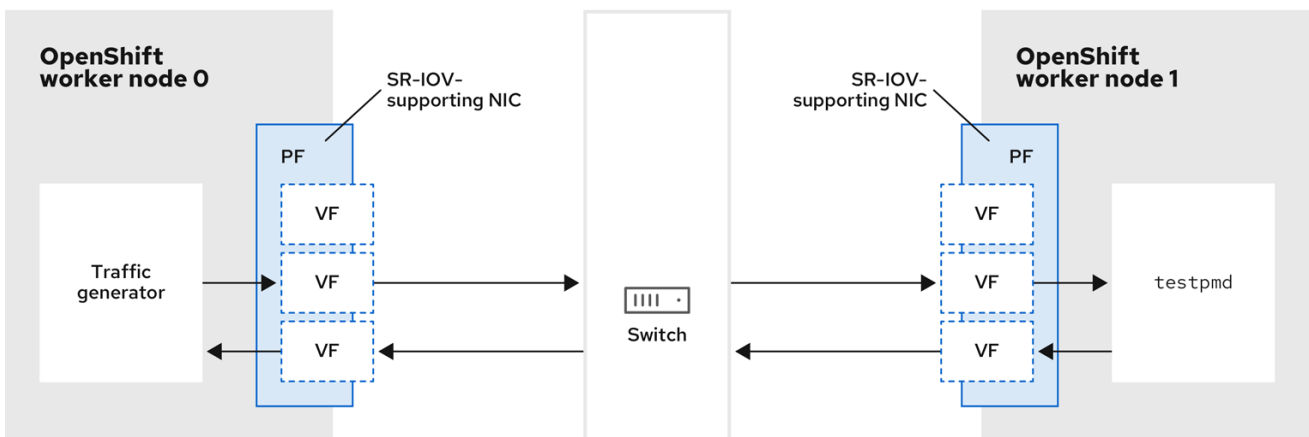 OpenShift
worker node 0
SR-IOV-
supporting NIC
SR-IOV-
supporting NIC
OpenShift
worker node 1
PF
PF
VF
VF
Traffic
generator
VF
VF
testpmd
Switch
VF
VF